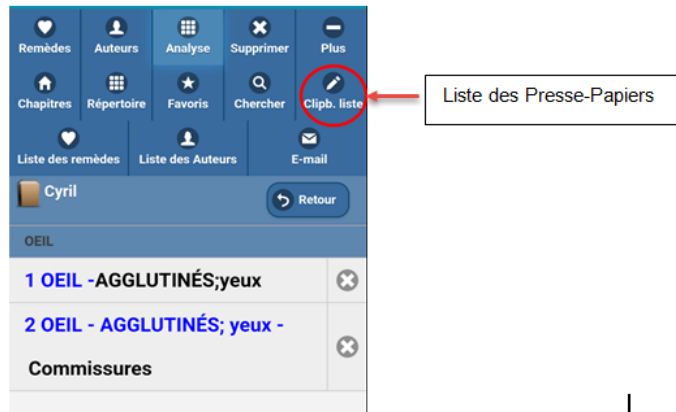 Remèdes Auteurs Analyse Supprimer Plus
Chapitres Répertoire Favoris Chercher Clipb. liste
Liste des Presse-Papiers
Liste des remèdes Liste des Auteurs E-mail
Cyril
Retour
OEIL
1 OEIL -AGGLUTINÉS;yeux
2 OEIL - AGGLUTINÉS; yeux -
Commissures